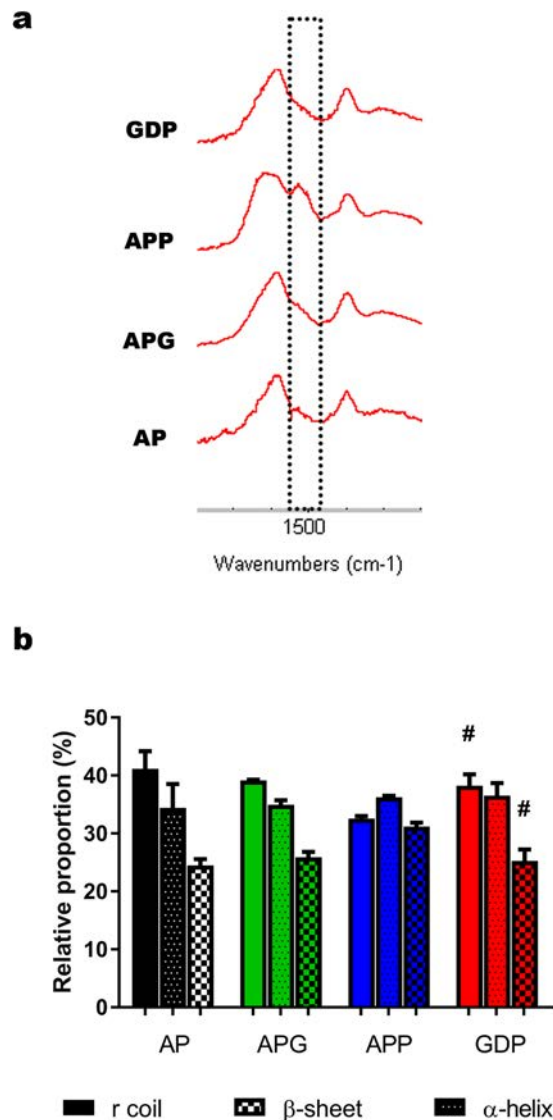 a
GDP
APP
APG
AP
1500
Wavenumbers (cm-1)
b
Relative proportion (%)
50
40
30
20
10
0
#
#
AP APG APP GDP
r coil β-sheet α-helix